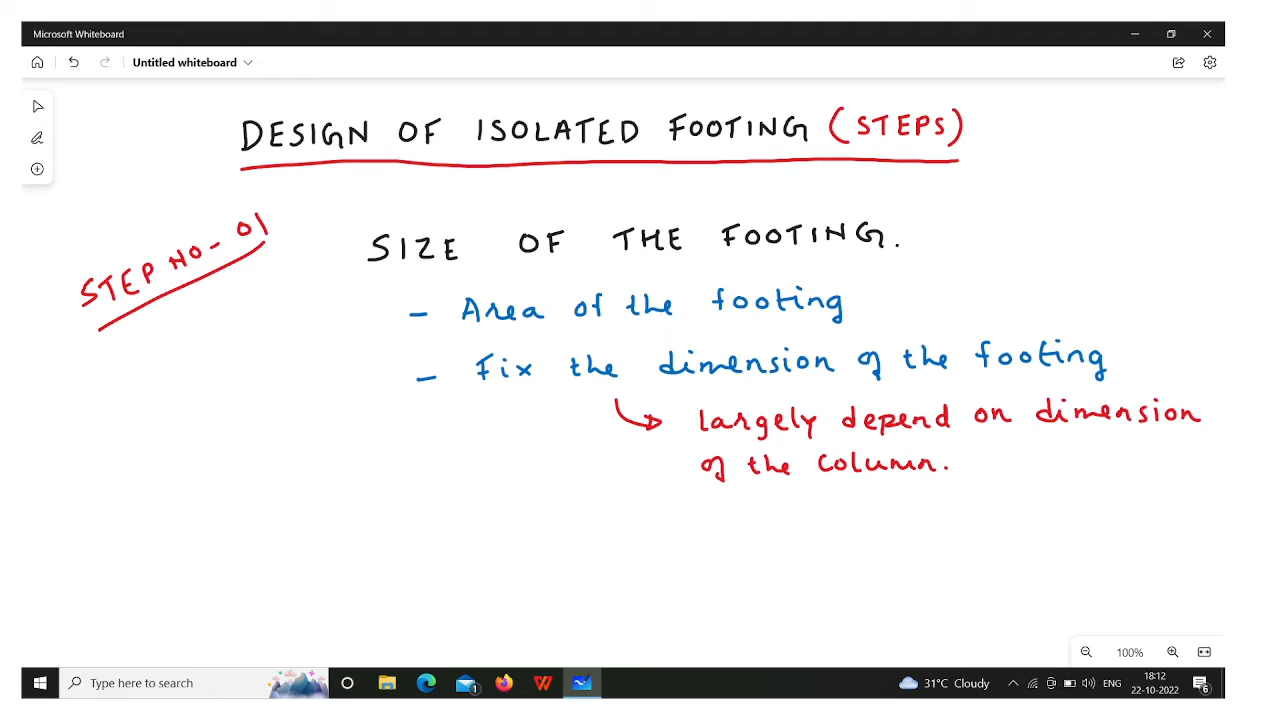 Microsoft Whiteboard
Untitled whiteboard
DESIGN OF ISOLATED FOOTING (STEPS)
STEP NO - 01
SIZE OF THE FOOTING.
- Area of the footing
- Fix the dimension of the footing
largely depend on dimension
of the column.
100%
Type here to search
1
31°C Cloudy
ENG
18:12
22-10-2022
6